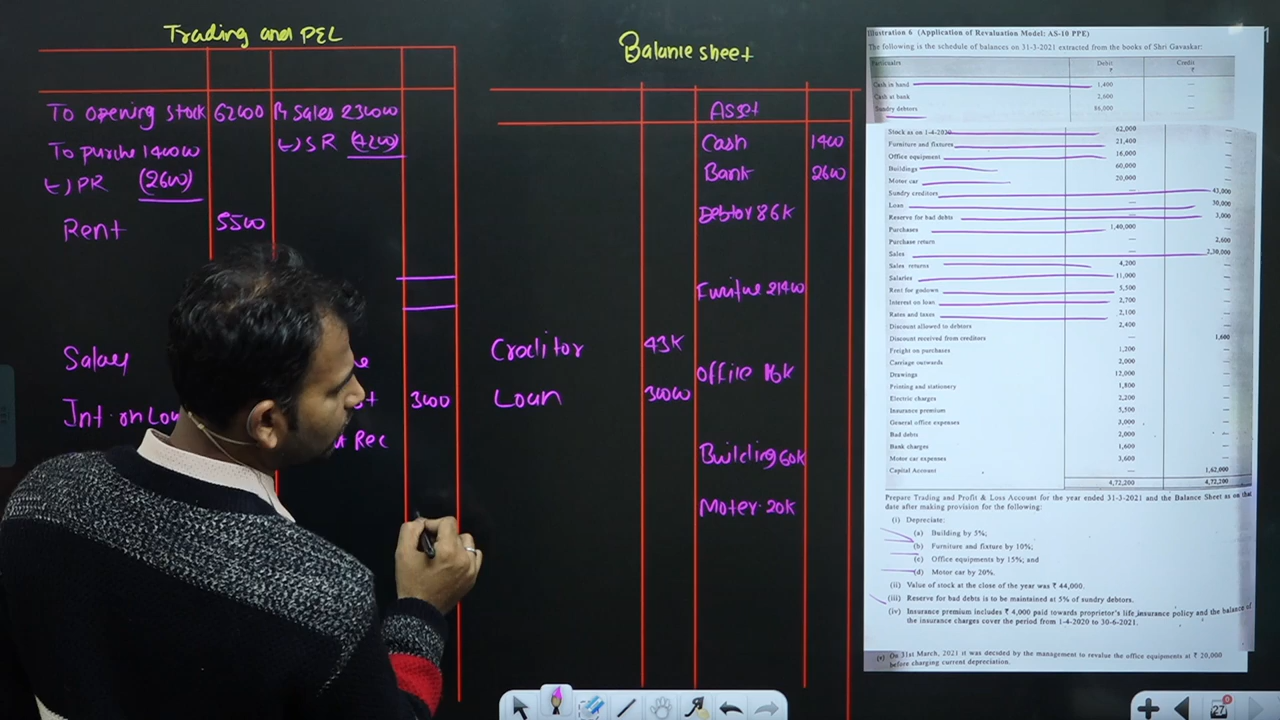 Trading and P&L
To opening stock 62400 By Sales 23000
(-) SR (4200)
To purche 14000
(-) PR (2600)
Rent 5500
Salary
Int. on Loa
3000
Rec
Balanie sheet
Asset
Cash 1400
Bank 2600
Debtor 86K
Furniture 21400
Croditor 43K
Office 16K
Loan 30000
Building 60K
Moter 20K
Illustration 6 (Application of Revaluation Model: AS-10 PPE)
The following is the schedule of balances on 31-3-2021 extracted from the books of Shri Gavaskar:
Particulars Debit Credit
₹ ₹
Cash in hand 1,400 —
Cash at bank 2,600 —
Sundry debtors 86,000 —
Stock as on 1-4-2020 62,000 —
Furniture and fixtures 21,400 —
Office equipment 16,000 —
Buildings 60,000 —
Motor car 20,000 —
Sundry creditors — 43,000
Loan — 30,000
Reserve for bad debts — 3,000
Purchases 1,40,000 —
Purchase return — 2,600
Sales — 2,30,000
Sales returns 4,200 —
Salaries 11,000 —
Rent for godown 5,500 —
Interest on loan 2,700 —
Rates and taxes 2,100 —
Discount allowed to debtors 2,400 —
Discount received from creditors — 1,600
Freight on purchases 1,200 —
Carriage outwards 2,000 —
Drawings 12,000 —
Printing and stationery 1,800 —
Electric charges 2,200 —
Insurance premium 5,500 —
General office expenses 3,000 —
Bad debts 2,000 —
Bank charges 1,600 —
Motor car expenses 3,600 —
Capital Account — 1,62,000
4,72,200 4,72,200
Prepare Trading and Profit & Loss Account for the year ended 31-3-2021 and the Balance Sheet as on that
date after making provision for the following:
(i) Depreciate:
(a) Building by 5%;
(b) Furniture and fixture by 10%;
(c) Office equipments by 15%; and
(d) Motor car by 20%.
(ii) Value of stock at the close of the year was ₹ 44,000.
(iii) Reserve for bad debts is to be maintained at 5% of sundry debtors.
(iv) Insurance premium includes ₹ 4,000 paid towards proprietor's life insurance policy and the balance of
the insurance charges cover the period from 1-4-2020 to 30-6-2021.
(v) On 31st March, 2021 it was decided by the management to revalue the office equipments at ₹ 20,000
before charging current depreciation.
27